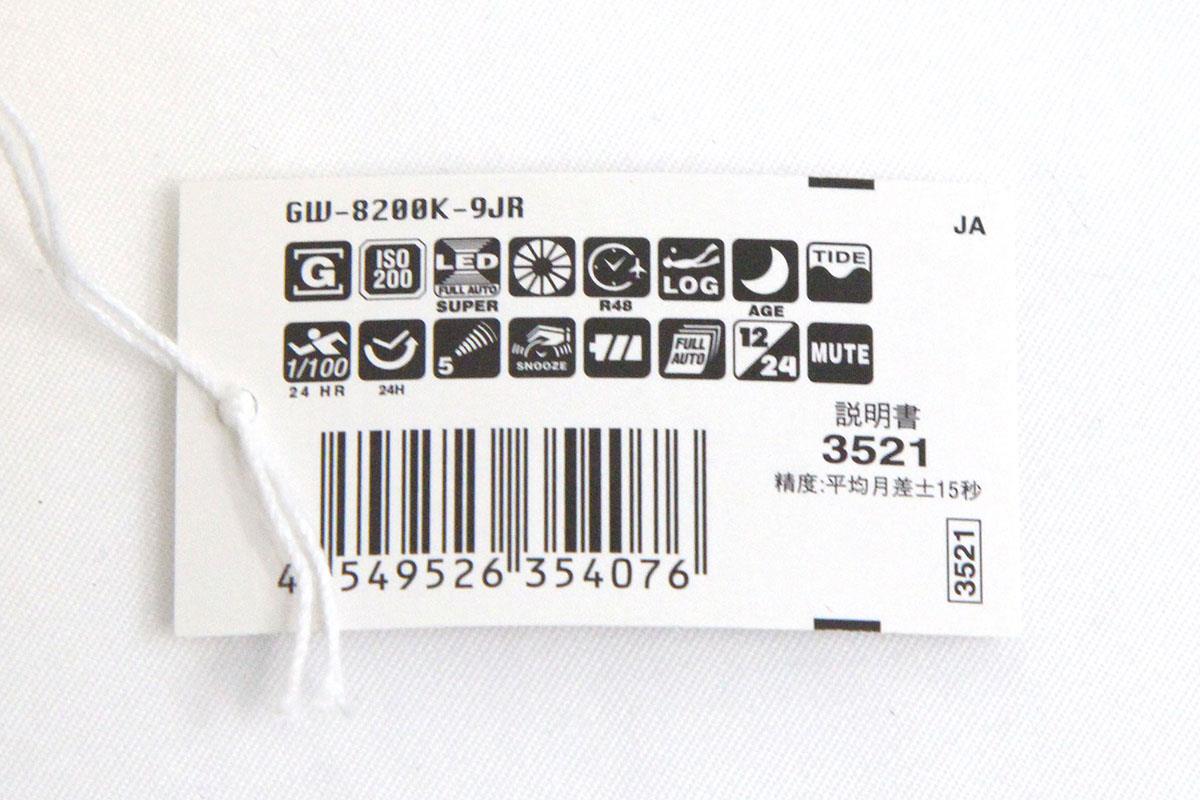 GW-8200K-9JR
JA
G ISO 200 LED FULL AUTO SUPER R48 LOG AGE TIDE
1/100 24 HR 24H 5 SNOOZE FULL AUTO 12/24 MUTE
説明書
3521
精度:平均月差±15秒
4 549526 354076
3521